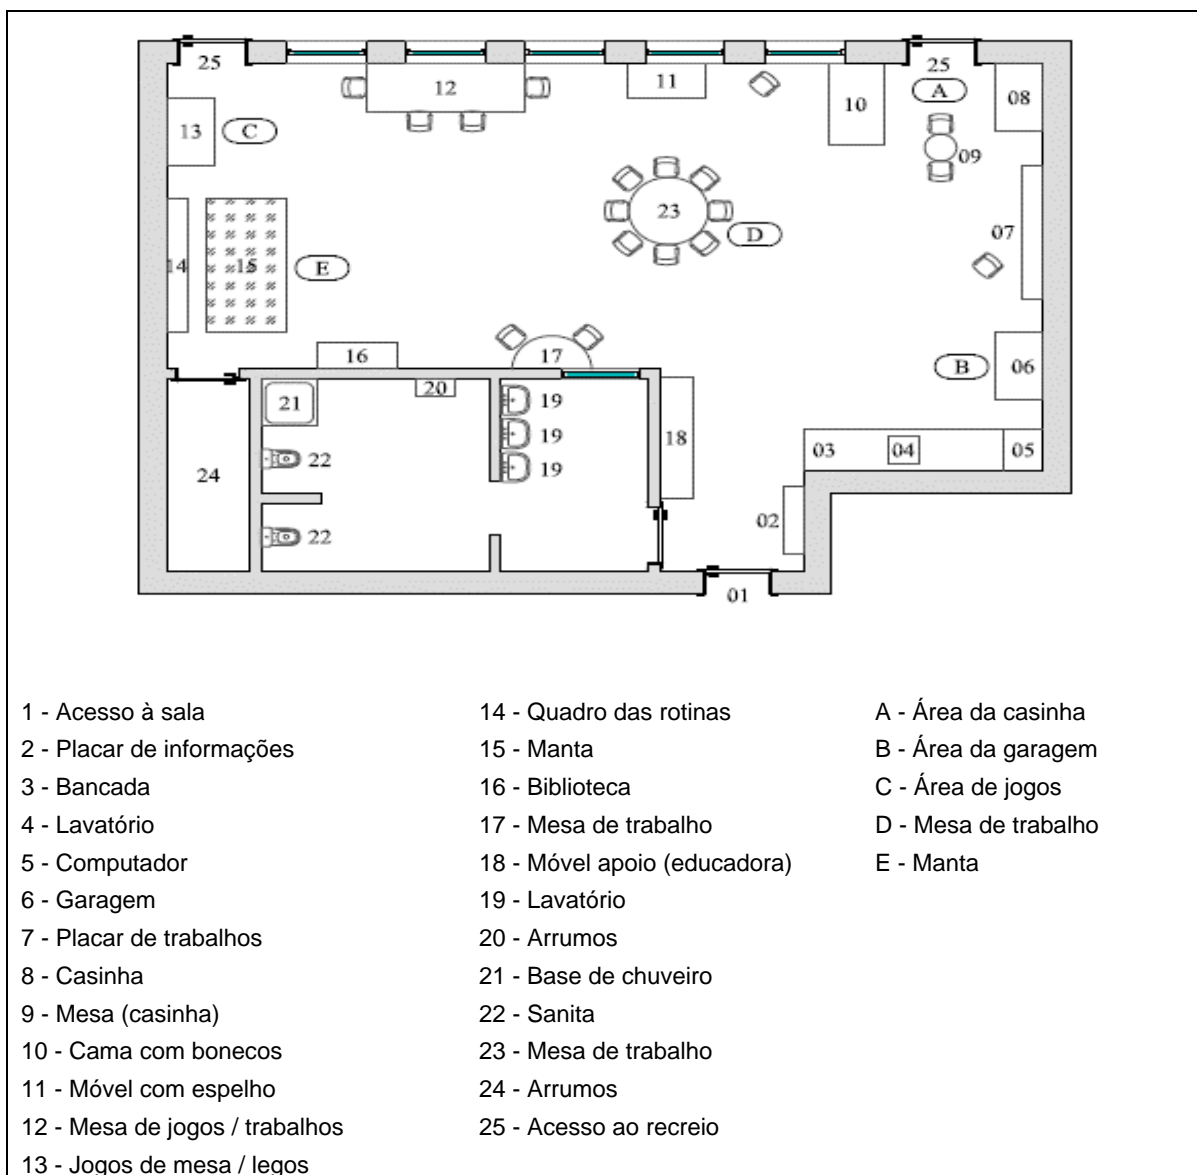 25
25
12
11
10
A
08
13
C
09
23
D
07
14
15
E
16
17
B
06
21
20
19
18
03
04
05
19
22
19
24
02
22
01
1 - Acesso à sala
2 - Placar de informações
3 - Bancada
4 - Lavatório
5 - Computador
6 - Garagem
7 - Placar de trabalhos
8 - Casinha
9 - Mesa (casinha)
10 - Cama com bonecos
11 - Móvel com espelho
12 - Mesa de jogos / trabalhos
13 - Jogos de mesa / legos
14 - Quadro das rotinas
15 - Manta
16 - Biblioteca
17 - Mesa de trabalho
18 - Móvel apoio (educadora)
19 - Lavatório
20 - Arrumos
21 - Base de chuveiro
22 - Sanita
23 - Mesa de trabalho
24 - Arrumos
25 - Acesso ao recreio
A - Área da casinha
B - Área da garagem
C - Área de jogos
D - Mesa de trabalho
E - Manta